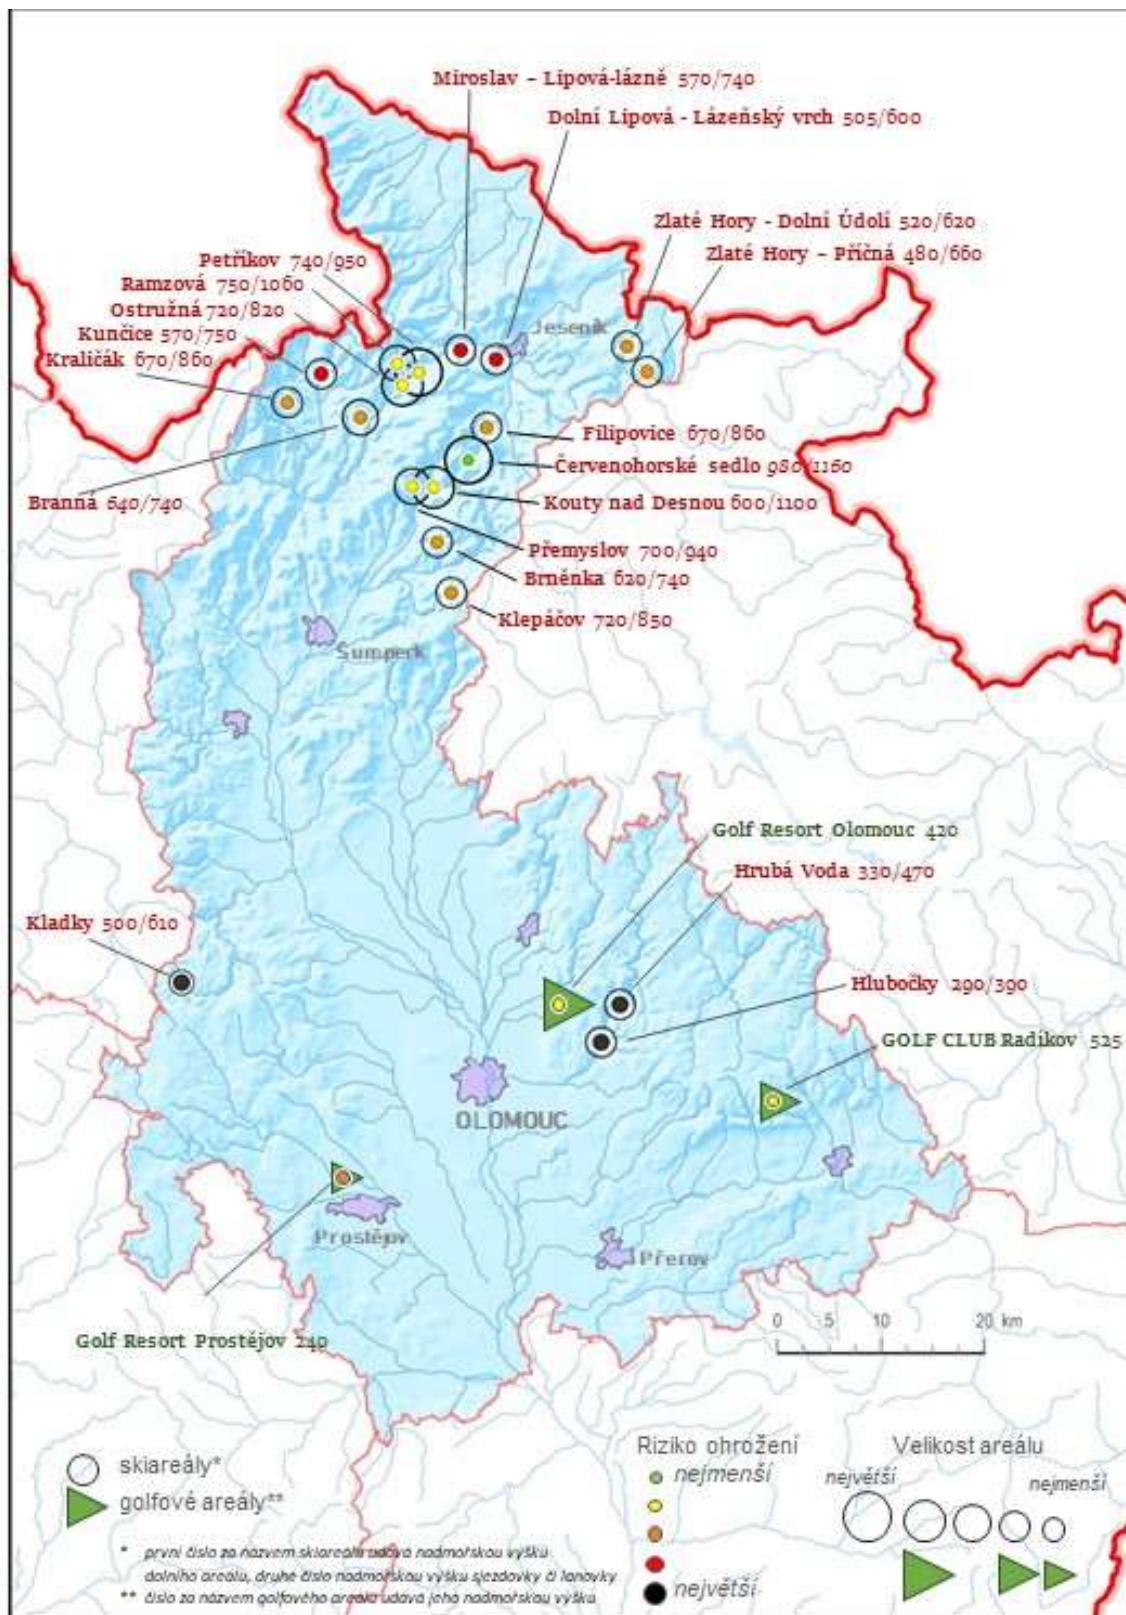 Miroslav – Lipová-lázně 570/740
Dolní Lipová - Lázeňský vrch 505/600
Zlaté Hory - Dolní Údolí 520/620
Zlaté Hory – Příčná 480/660
Petříkov 740/950
Ramzová 750/1060
Ostružná 720/820
Kunčice 570/750
Kraličák 670/860
Jeseník
Filipovice 670/860
Červenohorské sedlo 980/1160
Branná 640/740
Kouty nad Desnou 600/1100
Přemyslov 700/940
Brněnka 620/740
Klepáčov 720/850
Šumperk
Golf Resort Olomouc 420
Hrubá Voda 330/470
Kladky 500/610
Hlubočky 290/390
GOLF CLUB Radíkov 525
OLOMOUC
Prostějov
Přerov
Golf Resort Prostějov 240
0 5 10 20 km
Riziko ohrožení
nejmenší
největší
Velikost areálu
největší
nejmenší
skiareály*
golfové areály**
* první číslo za názvem skiareálu udává nadmořskou výšku
dolního areálu, druhé číslo nadmořskou výšku sjezdovky či lanovky
** číslo za názvem golfového areálu udává jeho nadmořskou výšku